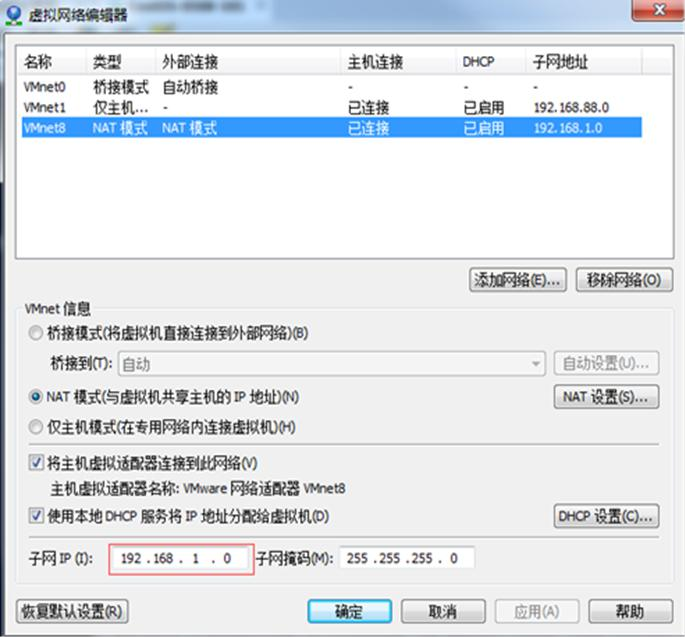 虚拟网络编辑器
名称 类型 外部连接 主机连接 DHCP 子网地址
VMnet0 桥接模式 自动桥接 - - -
VMnet1 仅主机... - 已连接 已启用 192.168.88.0
VMnet8 NAT 模式 NAT 模式 已连接 已启用 192.168.1.0
添加网络(E)... 移除网络(O)
VMnet 信息
桥接模式(将虚拟机直接连接到外部网络)(B)
桥接到(T): 自动 自动设置(U)...
NAT 模式(与虚拟机共享主机的 IP 地址)(N) NAT 设置(S)...
仅主机模式(在专用网络内连接虚拟机)(H)
将主机虚拟适配器连接到此网络(V)
主机虚拟适配器名称: VMware 网络适配器 VMnet8
使用本地 DHCP 服务将 IP 地址分配给虚拟机(D) DHCP 设置(C)...
子网 IP (I): 192 .168 . 1 . 0 子网掩码(M): 255 .255 .255 . 0
恢复默认设置(R) 确定 取消 应用(A) 帮助